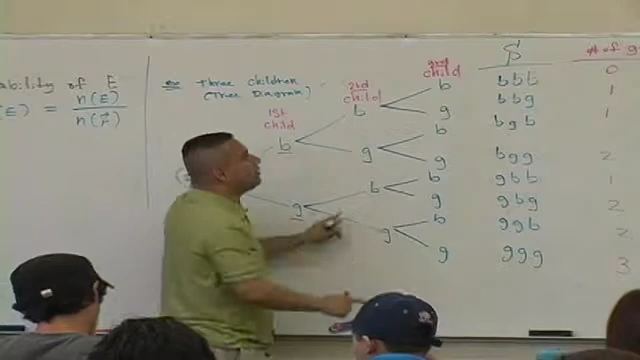 ability of E
(E) = n(E)
n(S)
ex Three children
(Tree Diagram)
1st child
2nd child
3rd child
S
# of g
b
g
b
g
b
g
b
g
b
g
b
g
b
g
bbb 0
bbg 1
bgb 1
bgg 2
gbb 1
gbg 2
ggb 2
ggg 3